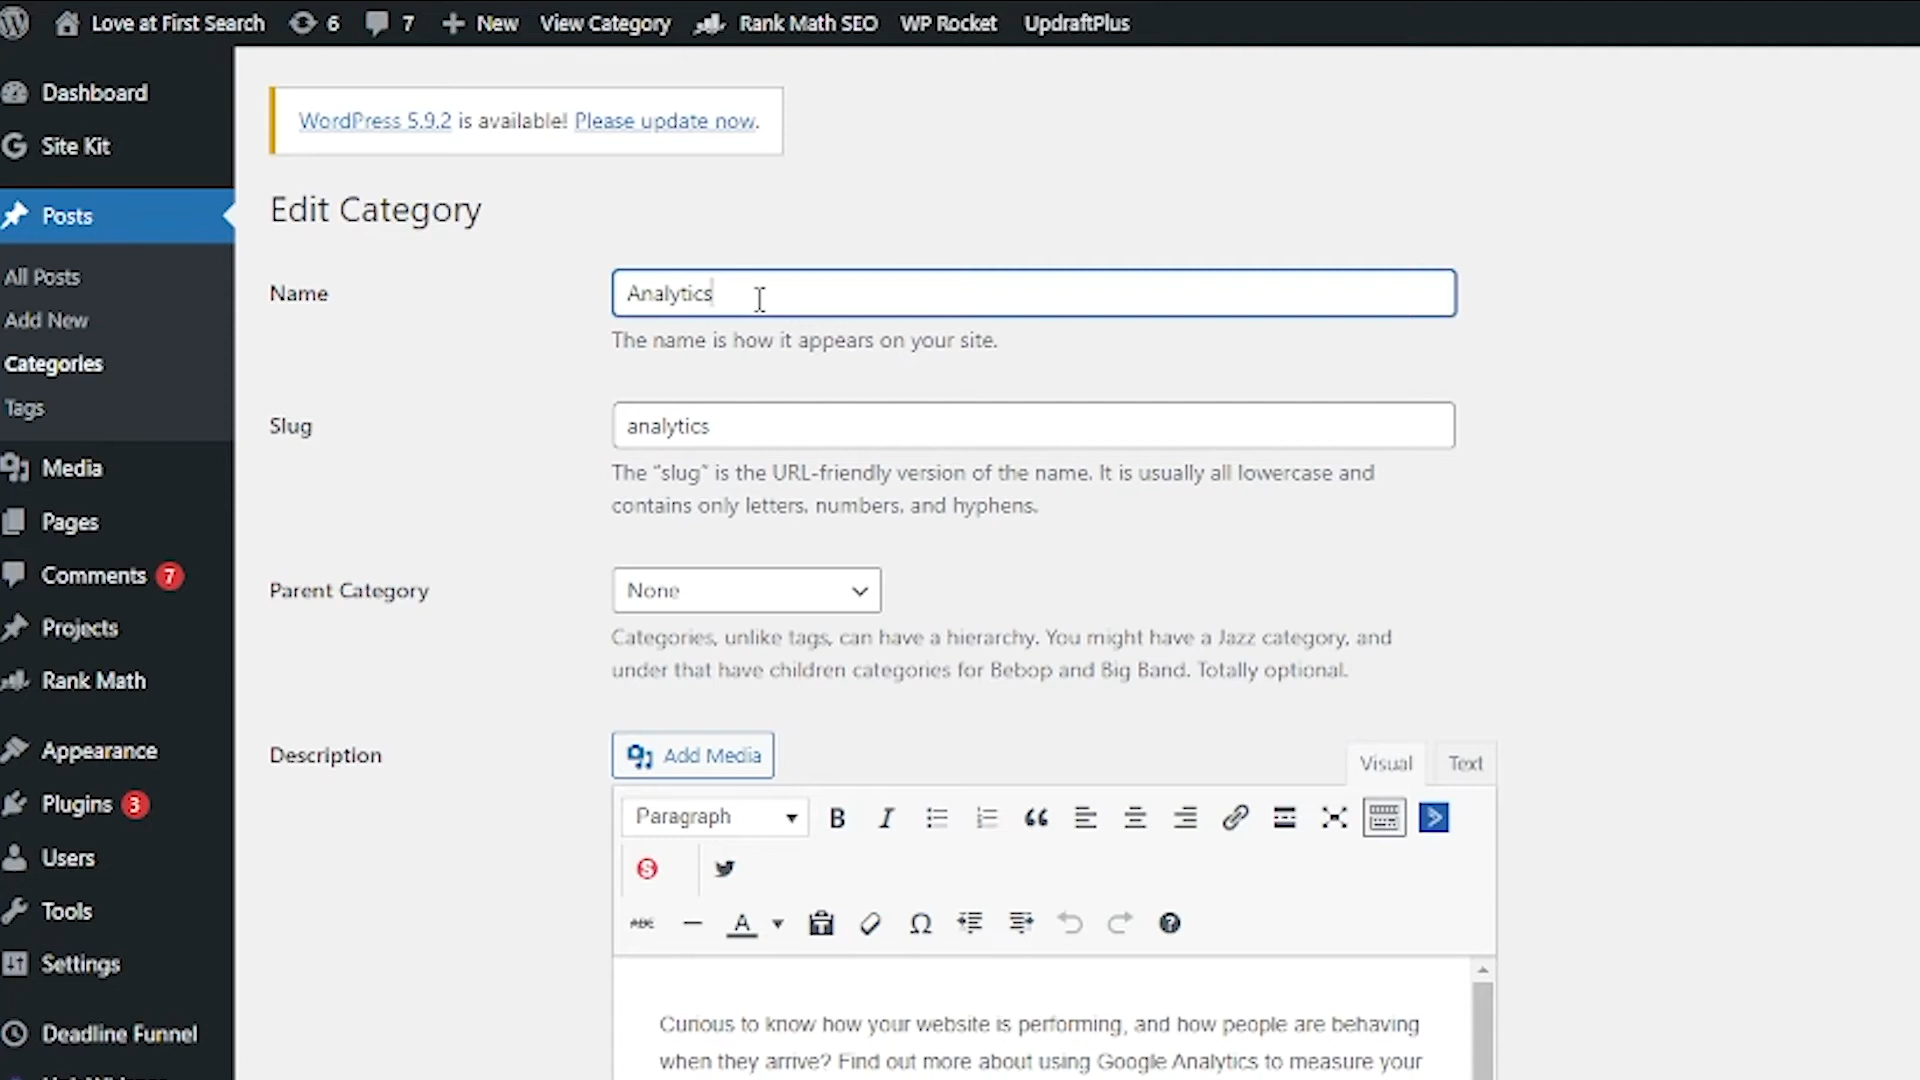 Love at First Search 6 7 New View Category Rank Math SEO WP Rocket UpdraftPlus
Dashboard
Site Kit
Posts
All Posts
Add New
Categories
Tags
Media
Pages
Comments 7
Projects
Rank Math
Appearance
Plugins 3
Users
Tools
Settings
Deadline Funnel
WordPress 5.9.2 is available! Please update now.
Edit Category
Name
Analytics
The name is how it appears on your site.
Slug
analytics
The “slug” is the URL-friendly version of the name. It is usually all lowercase and
contains only letters, numbers, and hyphens.
Parent Category
None
Categories, unlike tags, can have a hierarchy. You might have a Jazz category, and
under that have children categories for Bebop and Big Band. Totally optional.
Description
Add Media
Visual Text
Paragraph
ABC
Curious to know how your website is performing, and how people are behaving
when they arrive? Find out more about using Google Analytics to measure your